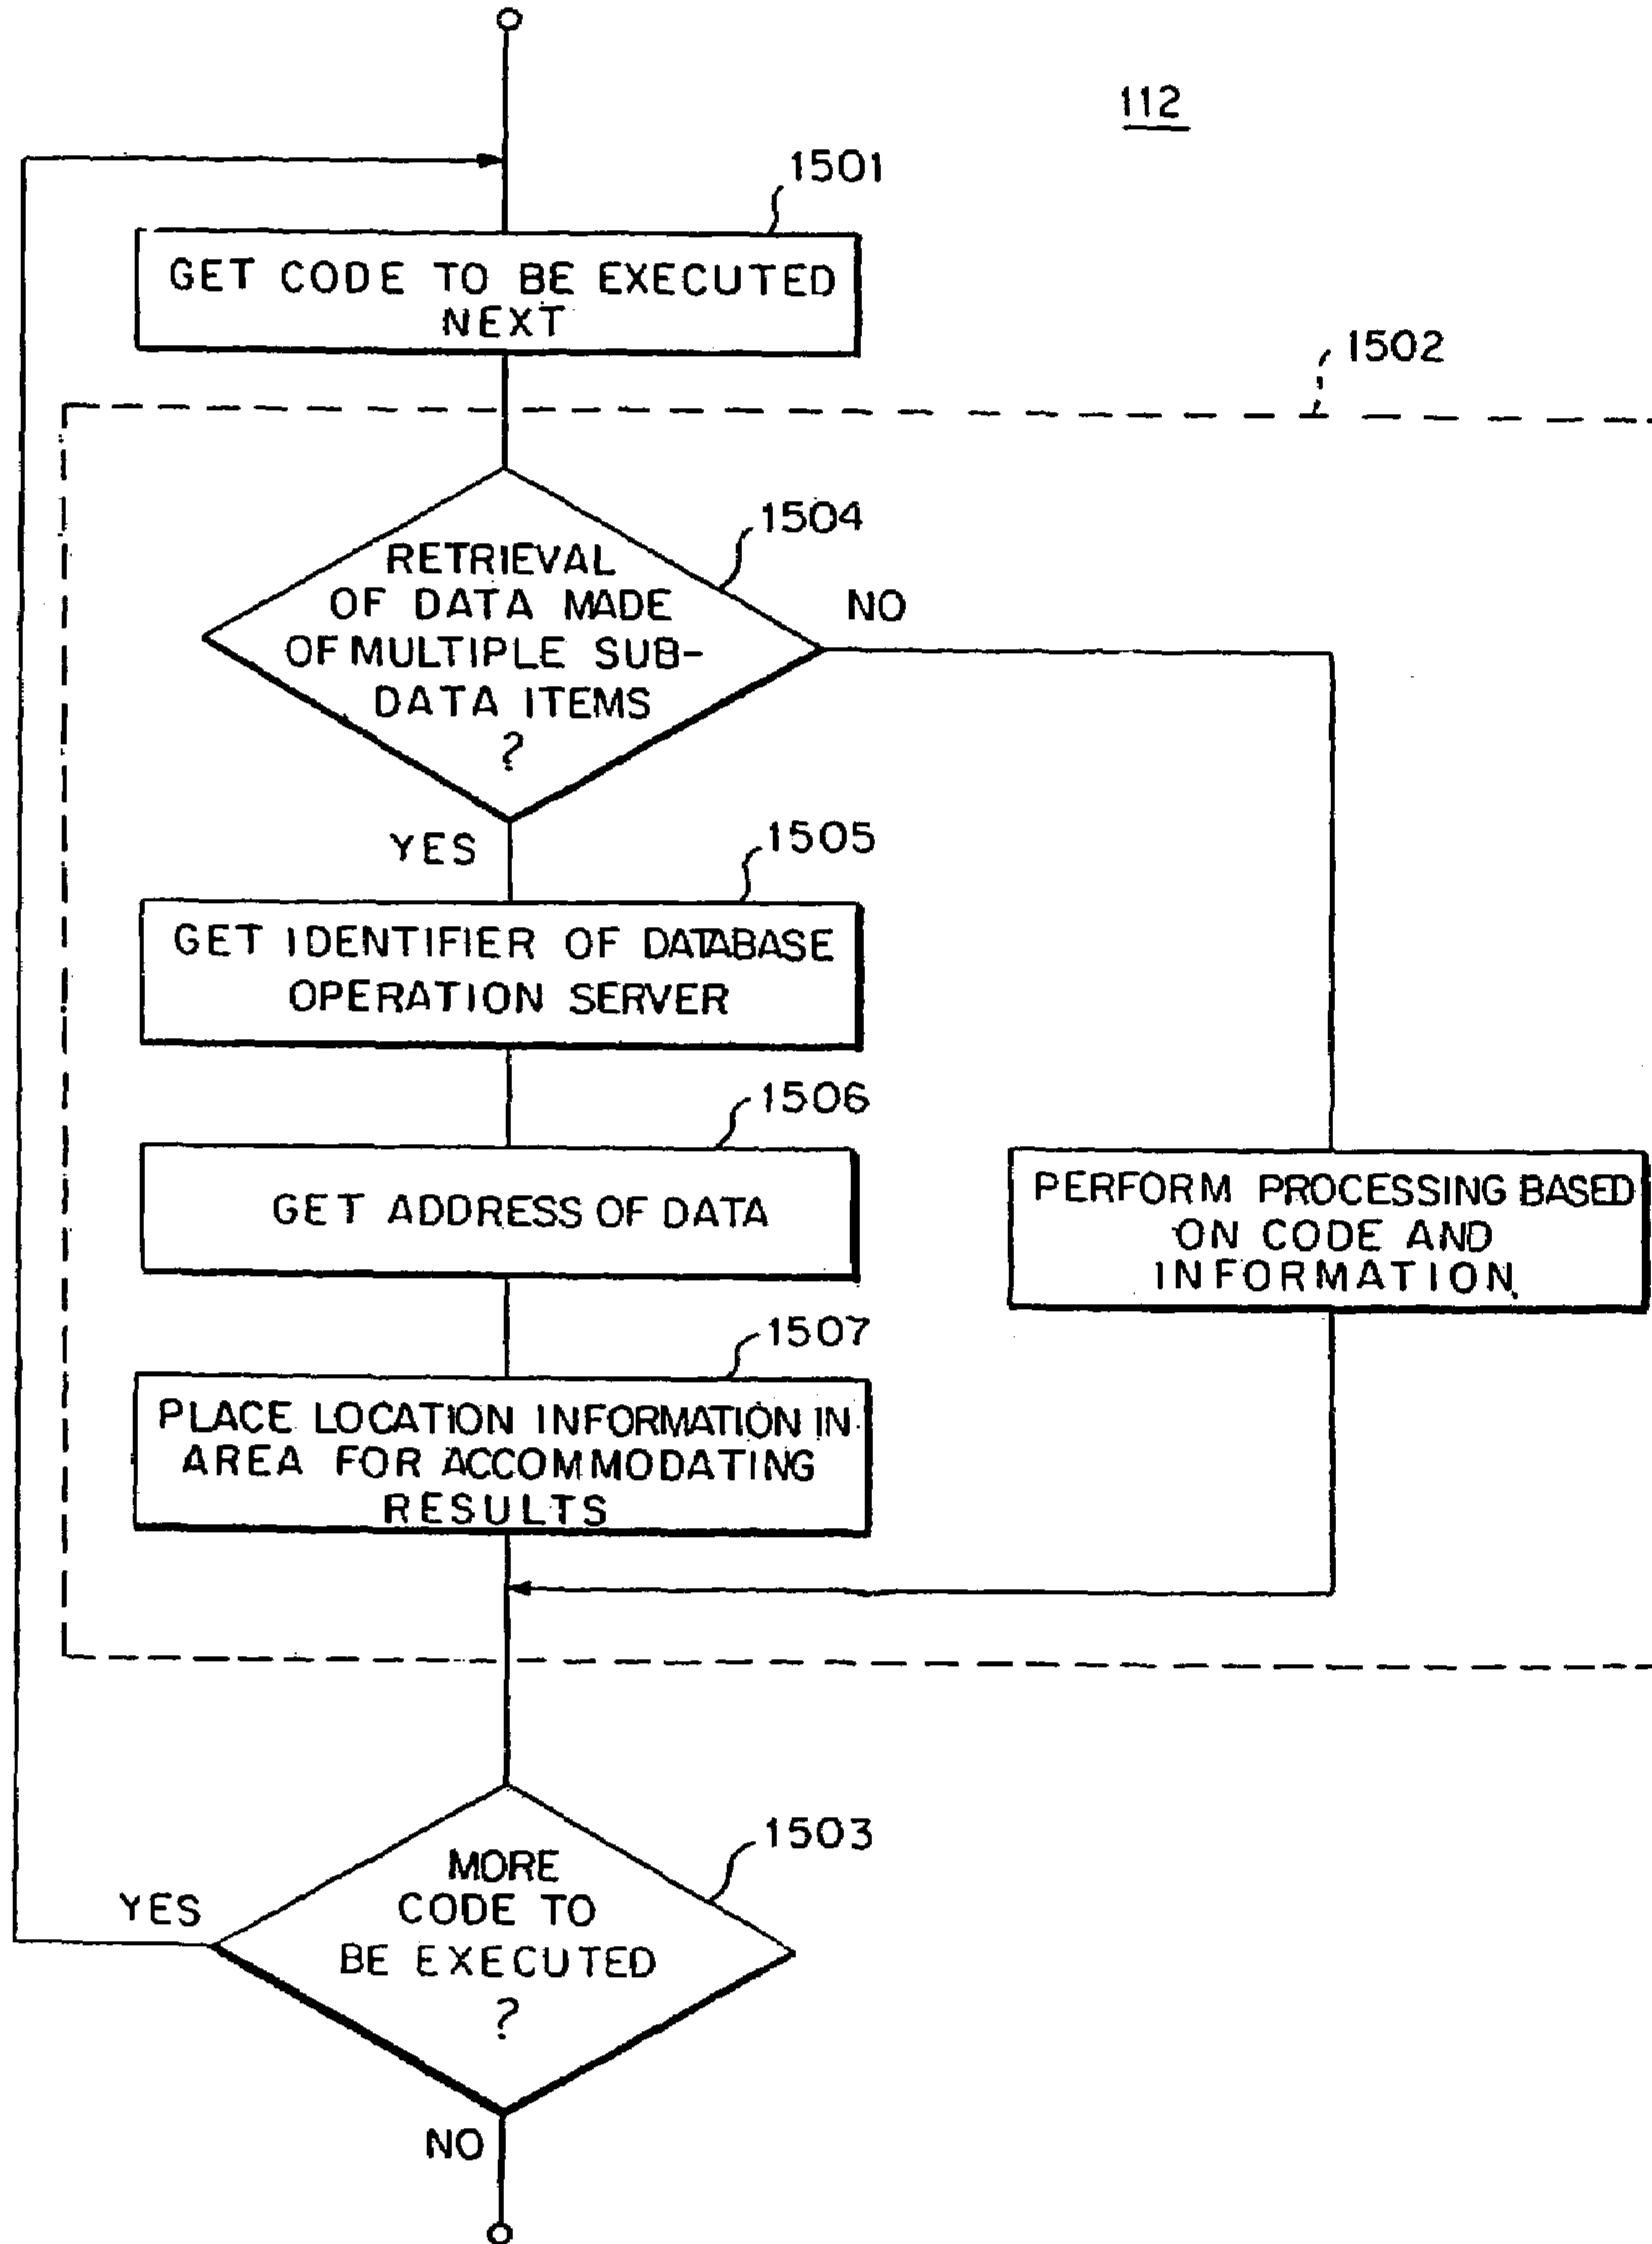 112
1501
GET CODE TO BE EXECUTED
NEXT
1502
1504
RETRIEVAL
OF DATA MADE
OF MULTIPLE SUB-
DATA ITEMS
?
NO
YES
1505
GET IDENTIFIER OF DATABASE
OPERATION SERVER
1506
GET ADDRESS OF DATA
PERFORM PROCESSING BASED
ON CODE AND
INFORMATION
1507
PLACE LOCATION INFORMATION IN
AREA FOR ACCOMMODATING
RESULTS
1503
MORE
CODE TO
BE EXECUTED
?
YES
NO